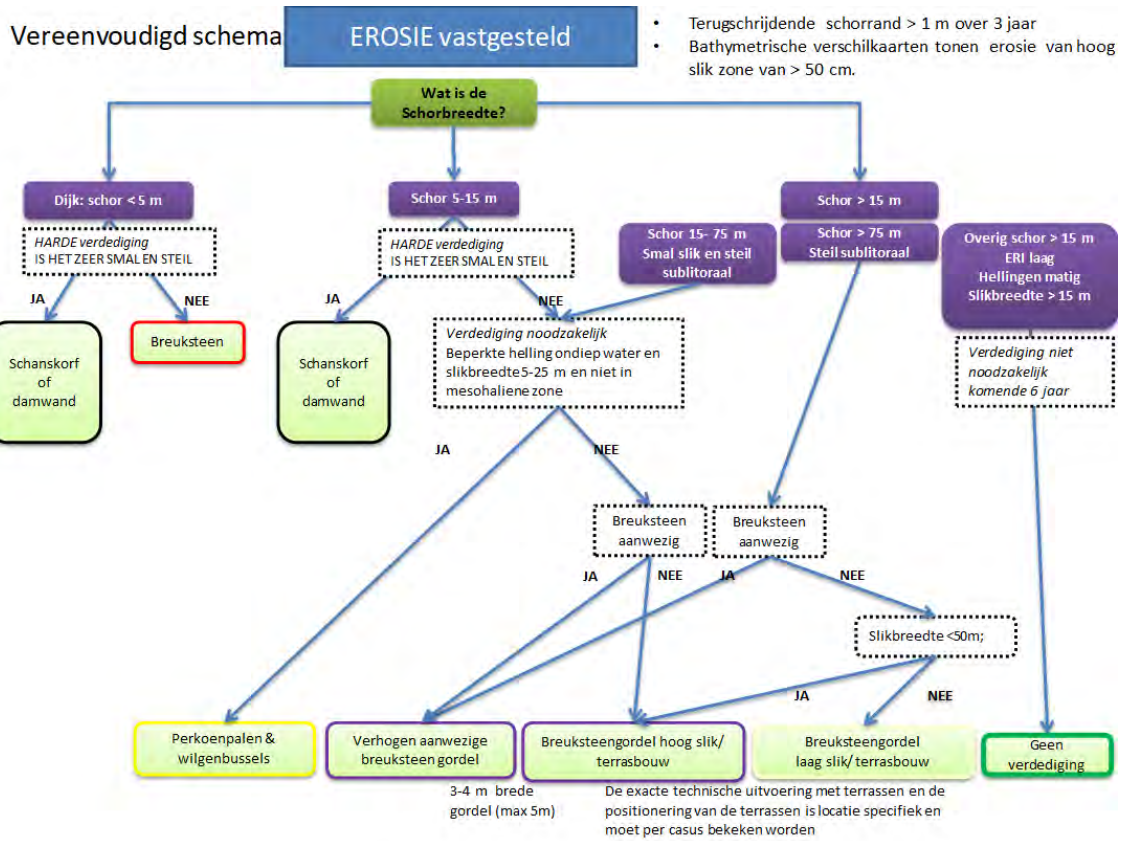 Vereenvoudigd schema
EROSIE vastgesteld
• Terugschrijdende schorrand > 1 m over 3 jaar
• Bathymetrische verschilkaarten tonen erosie van hoog
slik zone van > 50 cm.
Wat is de
Schorbreedte?
Dijk: schor < 5 m
Schor 5-15 m
Schor > 15 m
HARDE verdediging
IS HET ZEER SMAL EN STEIL
HARDE verdediging
IS HET ZEER SMAL EN STEIL
Schor 15- 75 m
Smal slik en steil
sublitoraal
Schor > 75 m
Steil sublitoraal
Overig schor > 15 m
ERI laag
Hellingen matig
Slikbreedte > 15 m
JA
NEE
JA
NEE
Schanskorf
of
damwand
Breuksteen
Schanskorf
of
damwand
Verdediging noodzakelijk
Beperkte helling ondiep water en
slikbreedte 5-25 m en niet in
mesohaliene zone
Verdediging niet
noodzakelijk
komende 6 jaar
JA
NEE
Breuksteen
aanwezig
Breuksteen
aanwezig
JA
NEE
JA
NEE
Slikbreedte <50m;
JA
NEE
Perkoenpalen &
wilgenbussels
Verhogen aanwezige
breuksteen gordel
Breuksteengordel hoog slik/
terrasbouw
Breuksteengordel
laag slik/ terrasbouw
Geen
verdediging
3-4 m brede
gordel (max 5m)
De exacte technische uitvoering met terrassen en de
positionering van de terrassen is locatie specifiek en
moet per casus bekeken worden